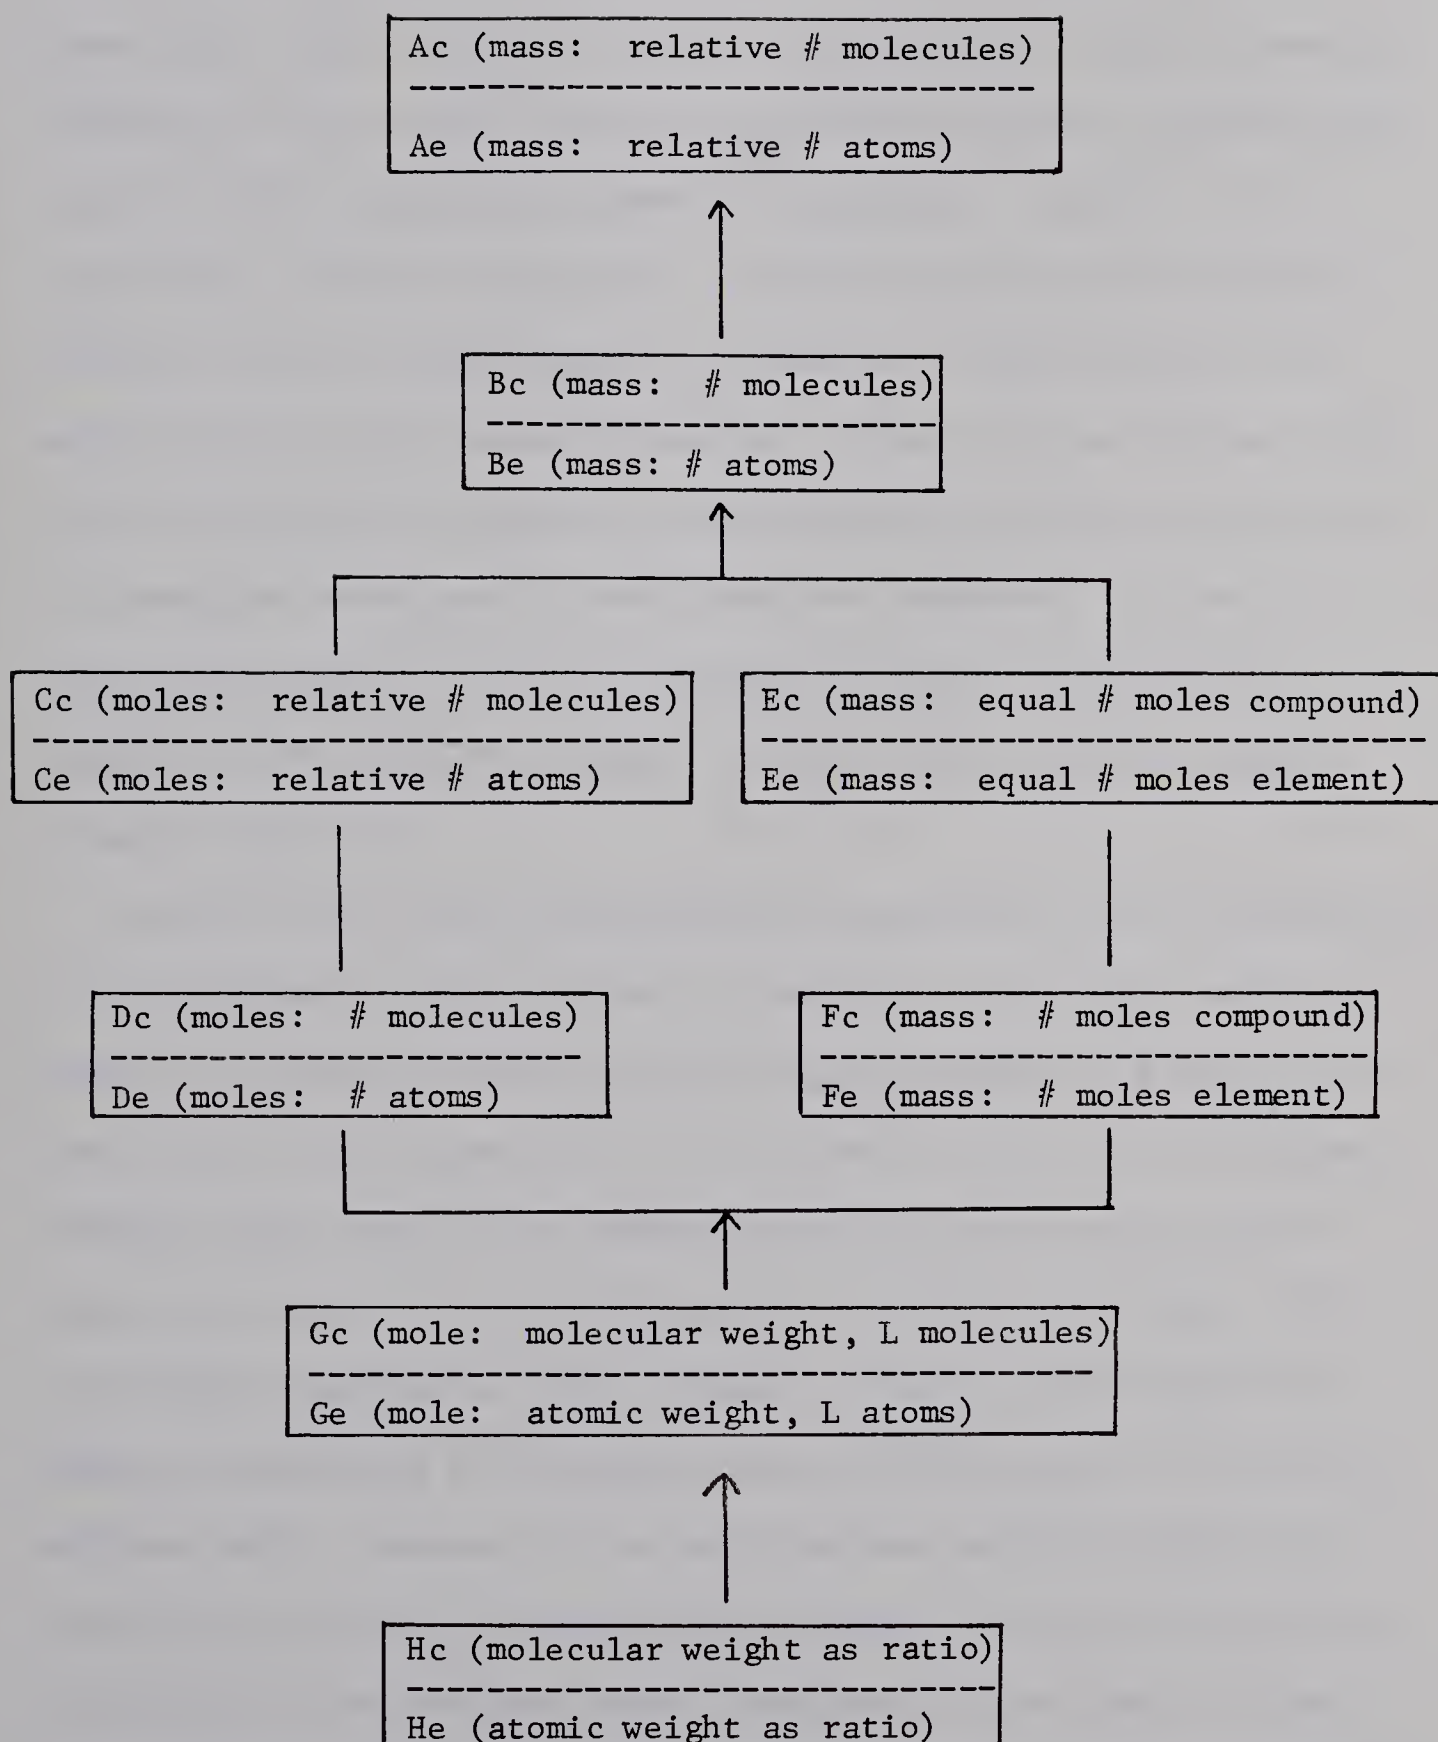 Ac (mass: relative # molecules)
Ae (mass: relative # atoms)
Bc (mass: # molecules)
Be (mass: # atoms)
Cc (moles: relative # molecules)
Ce (moles: relative # atoms)
Ec (mass: equal # moles compound)
Ee (mass: equal # moles element)
Dc (moles: # molecules)
De (moles: # atoms)
Fc (mass: # moles compound)
Fe (mass: # moles element)
Gc (mole: molecular weight, L molecules)
Ge (mole: atomic weight, L atoms)
Hc (molecular weight as ratio)
He (atomic weight as ratio)